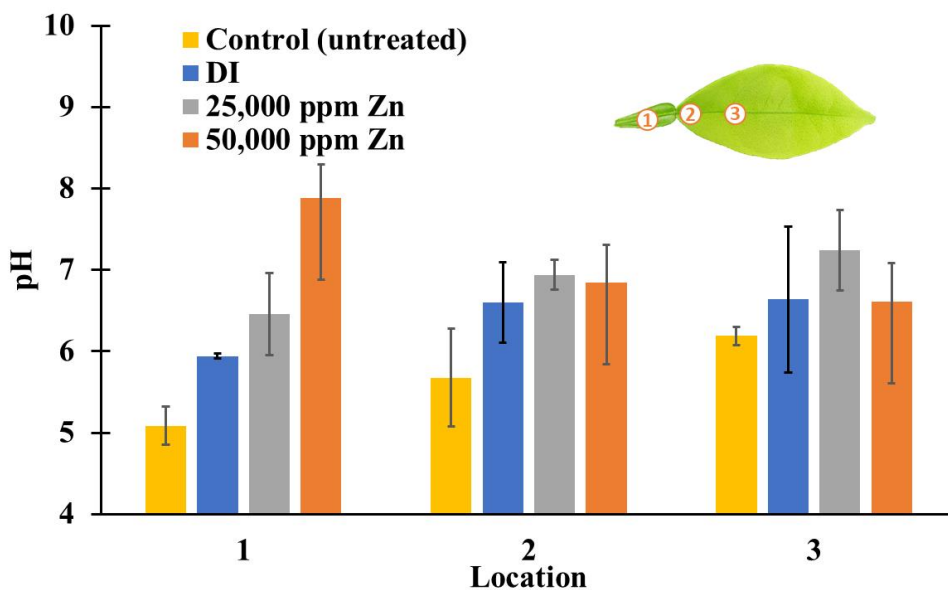 10
9
8
7
6
5
4
pH
Control (untreated)
DI
25,000 ppm Zn
50,000 ppm Zn
1 2 3
1 2 3
Location